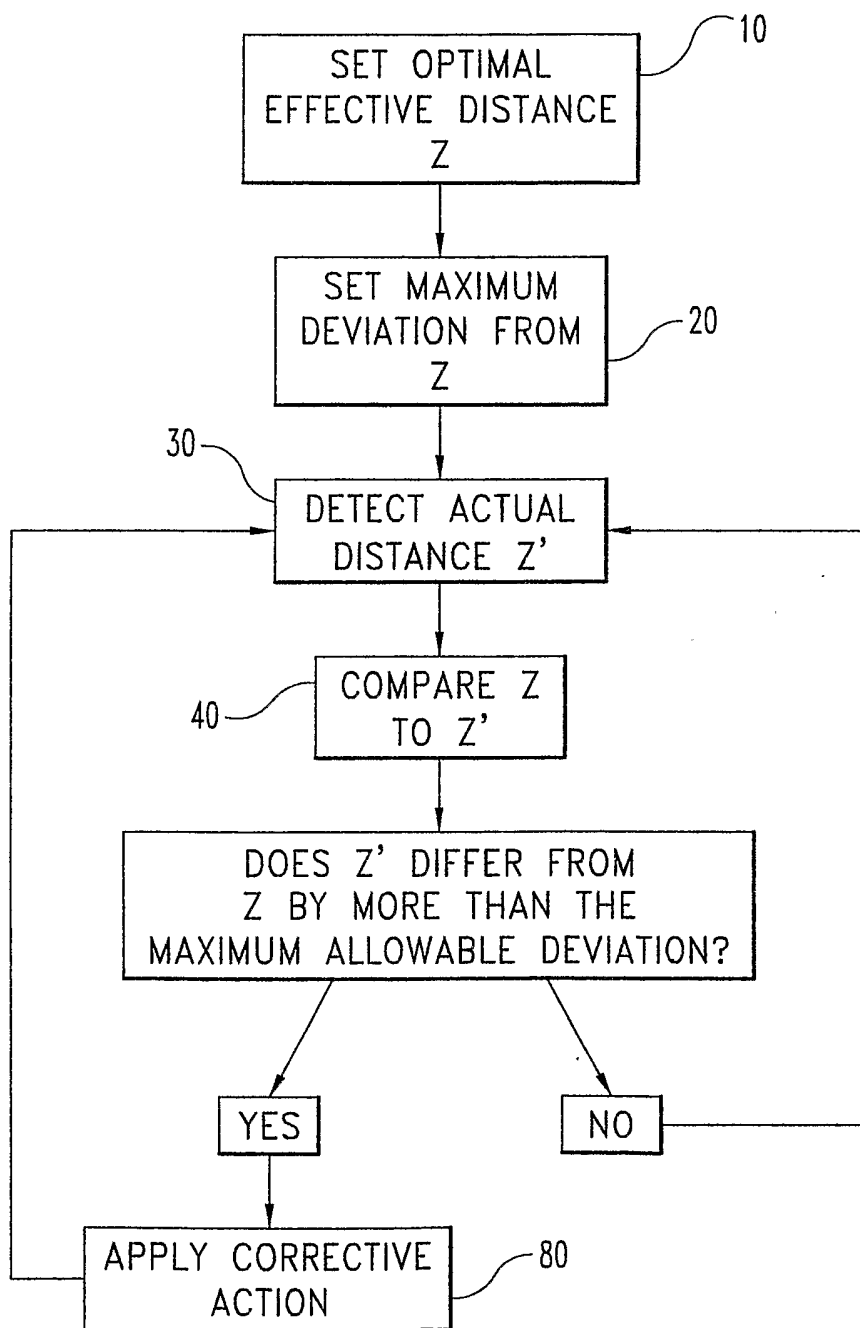 10
SET OPTIMAL
EFFECTIVE DISTANCE
Z
SET MAXIMUM
DEVIATION FROM
Z
20
30
DETECT ACTUAL
DISTANCE Z'
40
COMPARE Z
TO Z'
DOES Z' DIFFER FROM
Z BY MORE THAN THE
MAXIMUM ALLOWABLE DEVIATION?
YES
NO
APPLY CORRECTIVE
ACTION
80